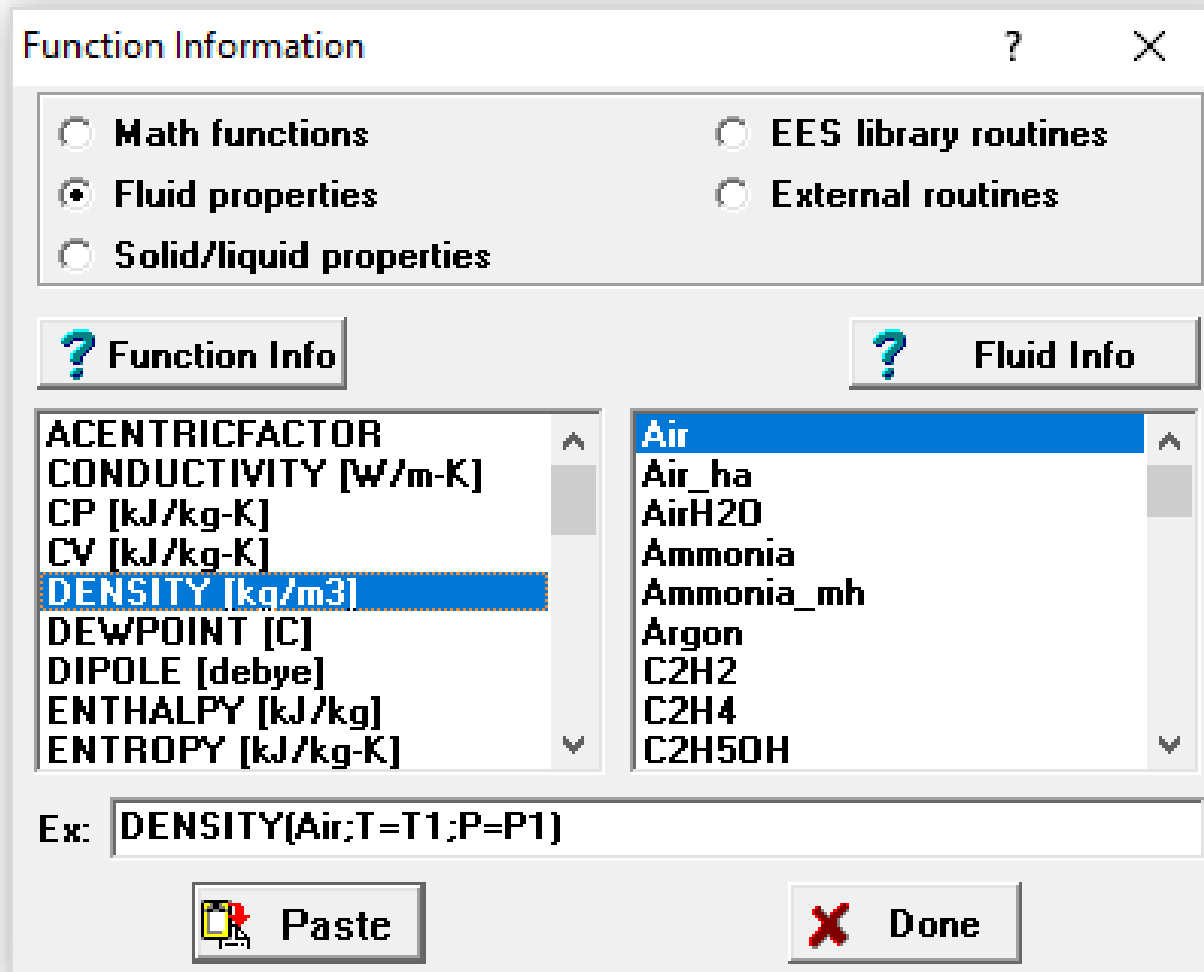 Function Information ? X
Math functions EES library routines
Fluid properties External routines
Solid/liquid properties
? Function Info ? Fluid Info
ACENTRICFACTOR
CONDUCTIVITY [W/m-K]
CP [kJ/kg-K]
CV [kJ/kg-K]
DENSITY [kg/m3]
DEWPOINT [C]
DIPOLE [debye]
ENTHALPY [kJ/kg]
ENTROPY [kJ/kg-K]
Air
Air_ha
AirH2O
Ammonia
Ammonia_mh
Argon
C2H2
C2H4
C2H5OH
Ex: DENSITY(Air;T=T1;P=P1)
Paste Done